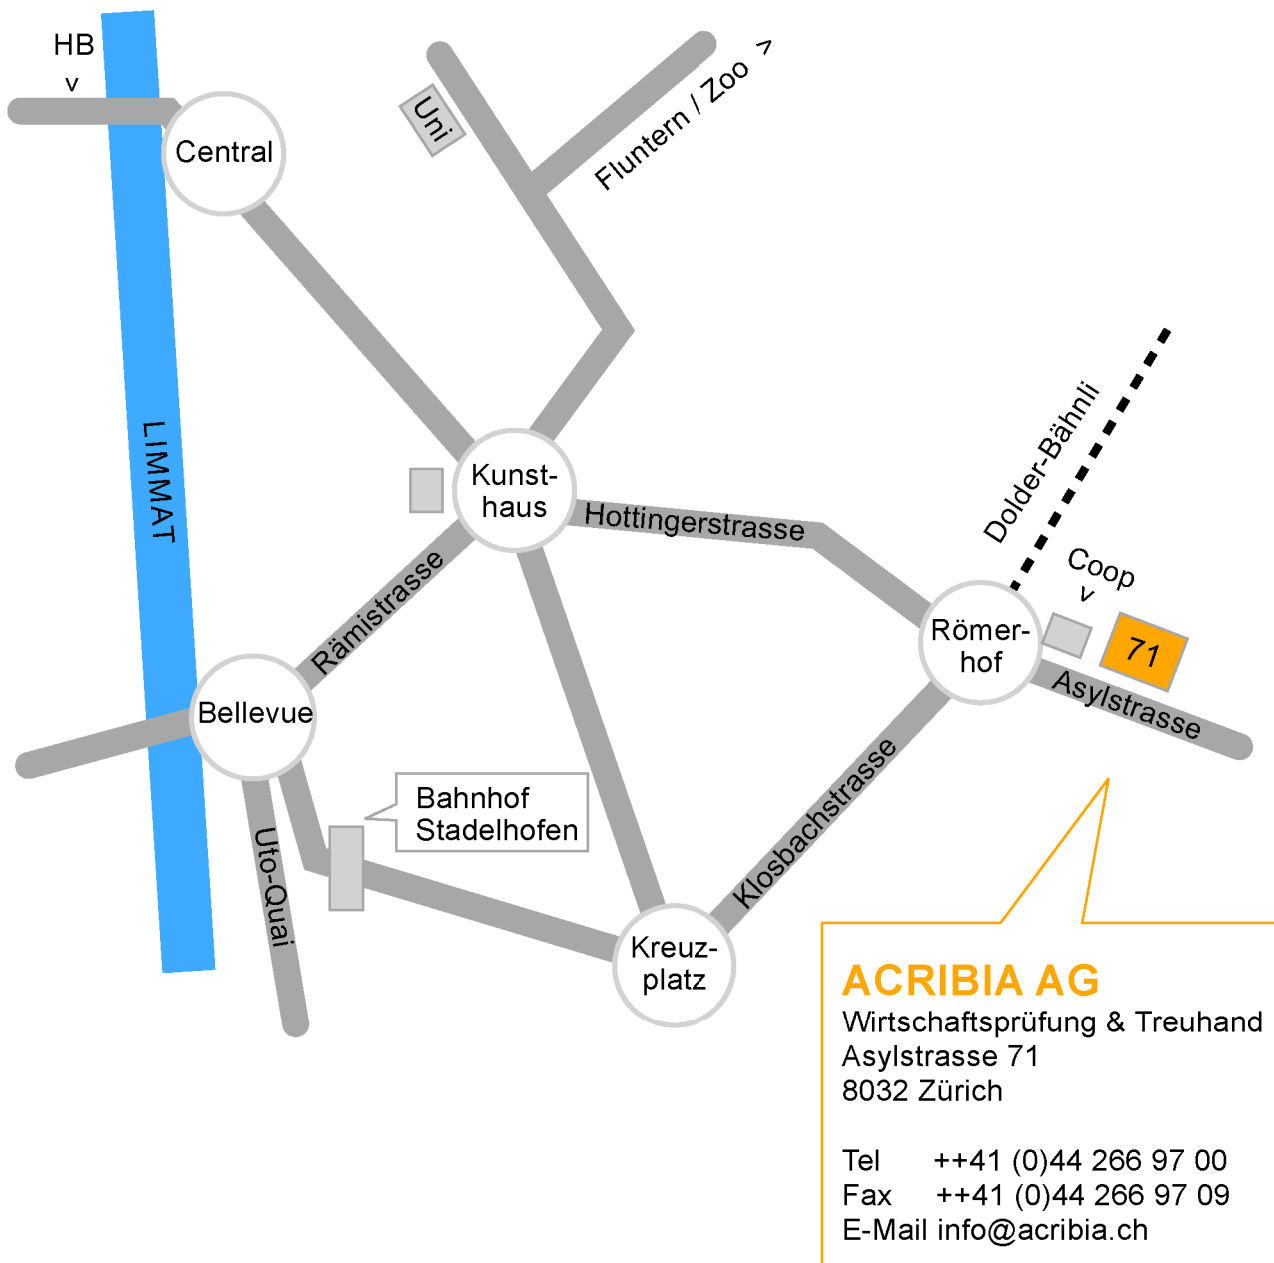 HB
v
Central
Uni
Fluntern / Zoo >
LIMMAT
Kunst-
haus
Hottingerstrasse
Dolder-Bähnli
Coop
v
Rämistrasse
Römer-
hof
71
Asylstrasse
Bellevue
Bahnhof
Stadelhofen
Uto-Quai
Klosbachstrasse
Kreuz-
platz
ACRIBIA AG
Wirtschaftsprüfung & Treuhand
Asylstrasse 71
8032 Zürich
Tel ++41 (0)44 266 97 00
Fax ++41 (0)44 266 97 09
E-Mail info@acribia.ch